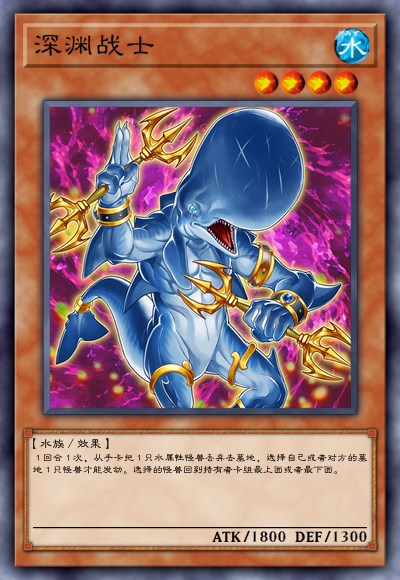 深渊战士
水
【水族／效果】
１回合１次，从手卡把１只水属性怪兽丢弃去墓地，选择自己或者对方的墓
地１只怪兽才能发动。选择的怪兽回到持有者卡组最上面或者最下面。
ATK/1800 DEF/1300